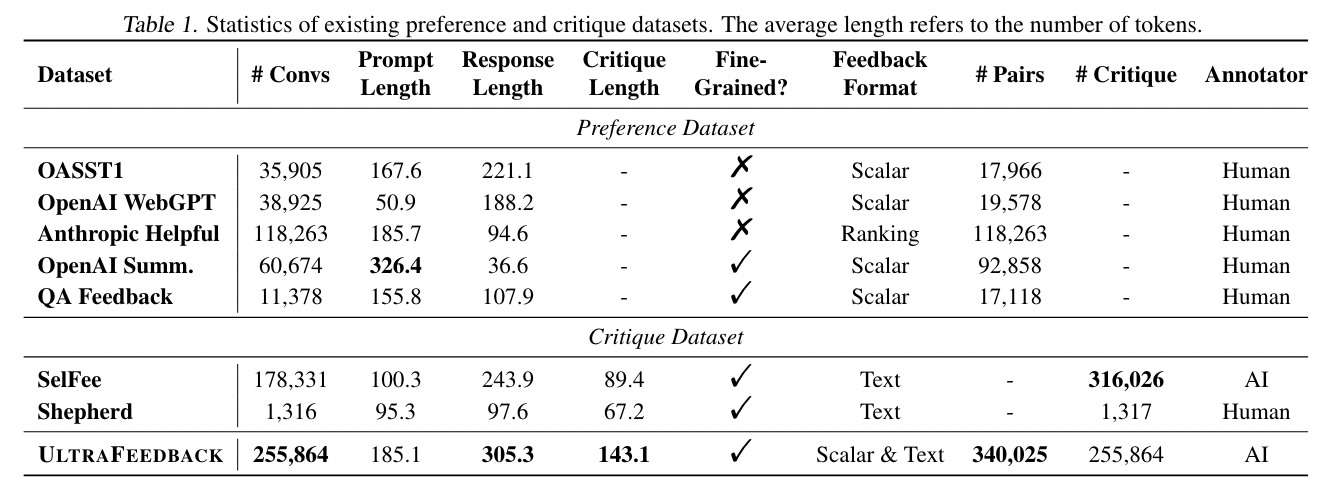 Table 1. Statistics of existing preference and critique datasets. The average length refers to the number of tokens.
Dataset # Convs Prompt Length Response Length Critique Length Fine-Grained? Feedback Format # Pairs # Critique Annotator
Preference Dataset
OASST1 35,905 167.6 221.1 - ✗ Scalar 17,966 - Human
OpenAI WebGPT 38,925 50.9 188.2 - ✗ Scalar 19,578 - Human
Anthropic Helpful 118,263 185.7 94.6 - ✗ Ranking 118,263 - Human
OpenAI Summ. 60,674 326.4 36.6 - ✓ Scalar 92,858 - Human
QA Feedback 11,378 155.8 107.9 - ✓ Scalar 17,118 - Human
Critique Dataset
SelFee 178,331 100.3 243.9 89.4 ✓ Text - 316,026 AI
Shepherd 1,316 95.3 97.6 67.2 ✓ Text - 1,317 Human
ULTRAFEEDBACK 255,864 185.1 305.3 143.1 ✓ Scalar & Text 340,025 255,864 AI